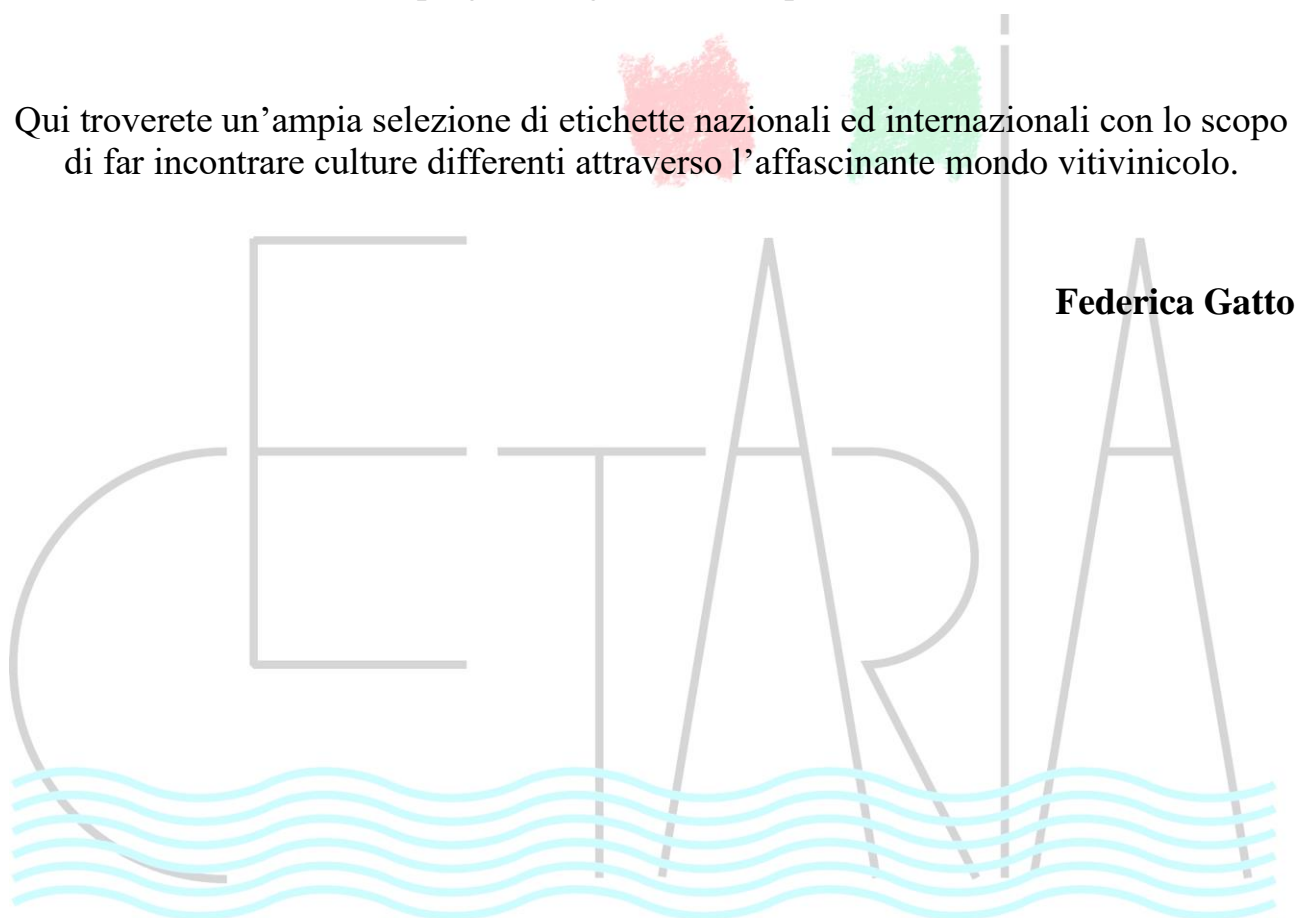 Qui troverete un’ampia selezione di etichette nazionali ed internazionali con lo scopo
di far incontrare culture differenti attraverso l’affascinante mondo vitivinicolo.
Federica Gatto
CETARIA